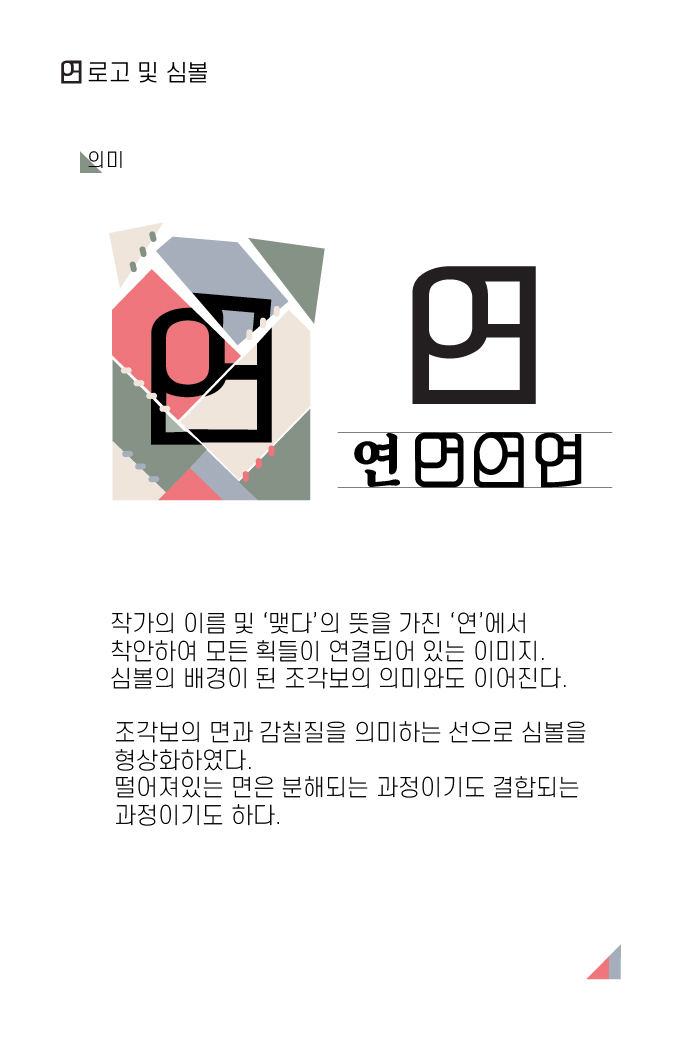 연 로고 및 심볼
의미
연
연
연 연 연 연
작가의 이름 및 ‘맺다’의 뜻을 가진 ‘연’에서
착안하여 모든 획들이 연결되어 있는 이미지.
심볼의 배경이 된 조각보의 의미와도 이어진다.
조각보의 면과 감칠질을 의미하는 선으로 심볼을
형상화하였다.
떨어져있는 면은 분해되는 과정이기도 결합되는
과정이기도 하다.